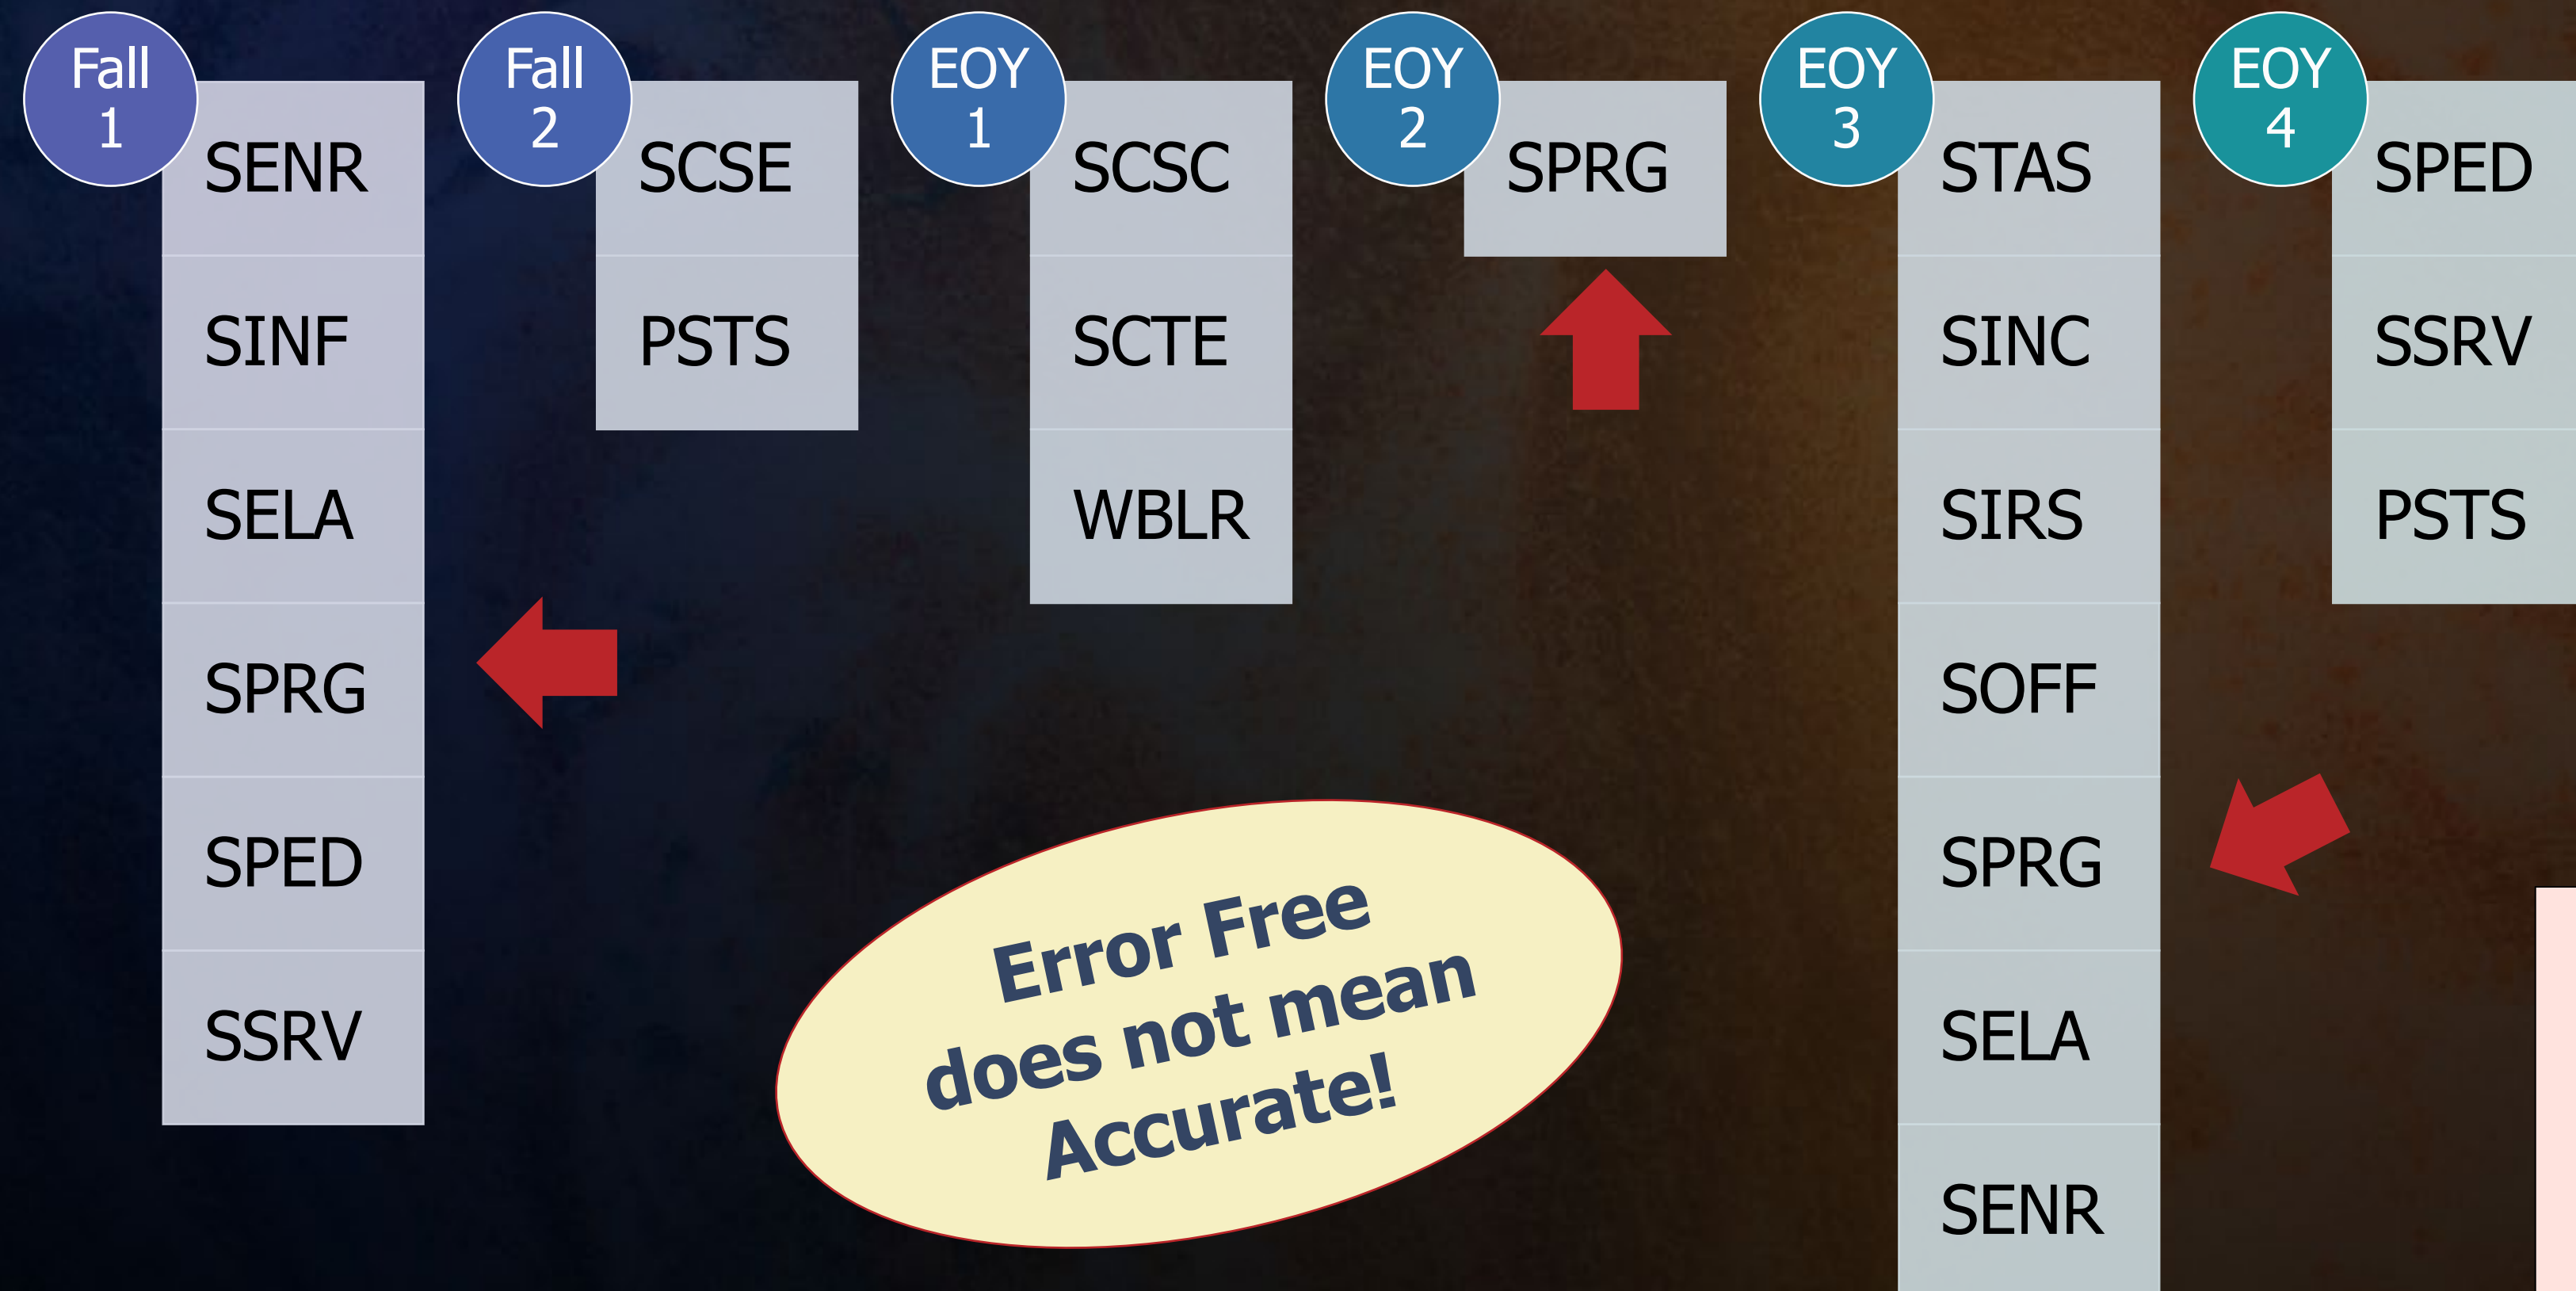 Fall
1
SENR
SINF
SELA
SPRG
SPED
SSRV
Fall
2
SCSE
PSTS
EOY
1
SCSC
SCTE
WBLR
EOY
2
SPRG
EOY
3
STAS
SINC
SIRS
SOFF
SPRG
SELA
SENR
EOY
4
SPED
SSRV
PSTS
Error Free
does not mean
Accurate!